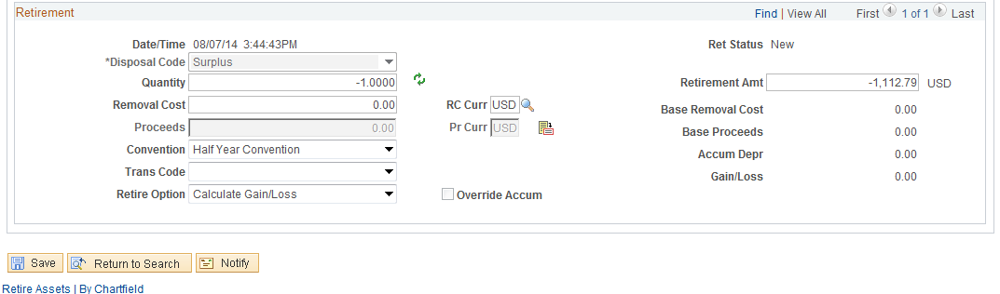 Retirement Find | View All First 1 of 1 Last
Date/Time 08/07/14 3:44:43PM Ret Status New
*Disposal Code Surplus
Quantity -1.0000 Retirement Amt -1,112.79 USD
Removal Cost 0.00 RC Curr USD Base Removal Cost 0.00
Proceeds 0.00 Pr Curr USD Base Proceeds 0.00
Convention Half Year Convention Accum Depr 0.00
Trans Code Gain/Loss 0.00
Retire Option Calculate Gain/Loss Override Accum
Save Return to Search Notify
Retire Assets | By Chartfield